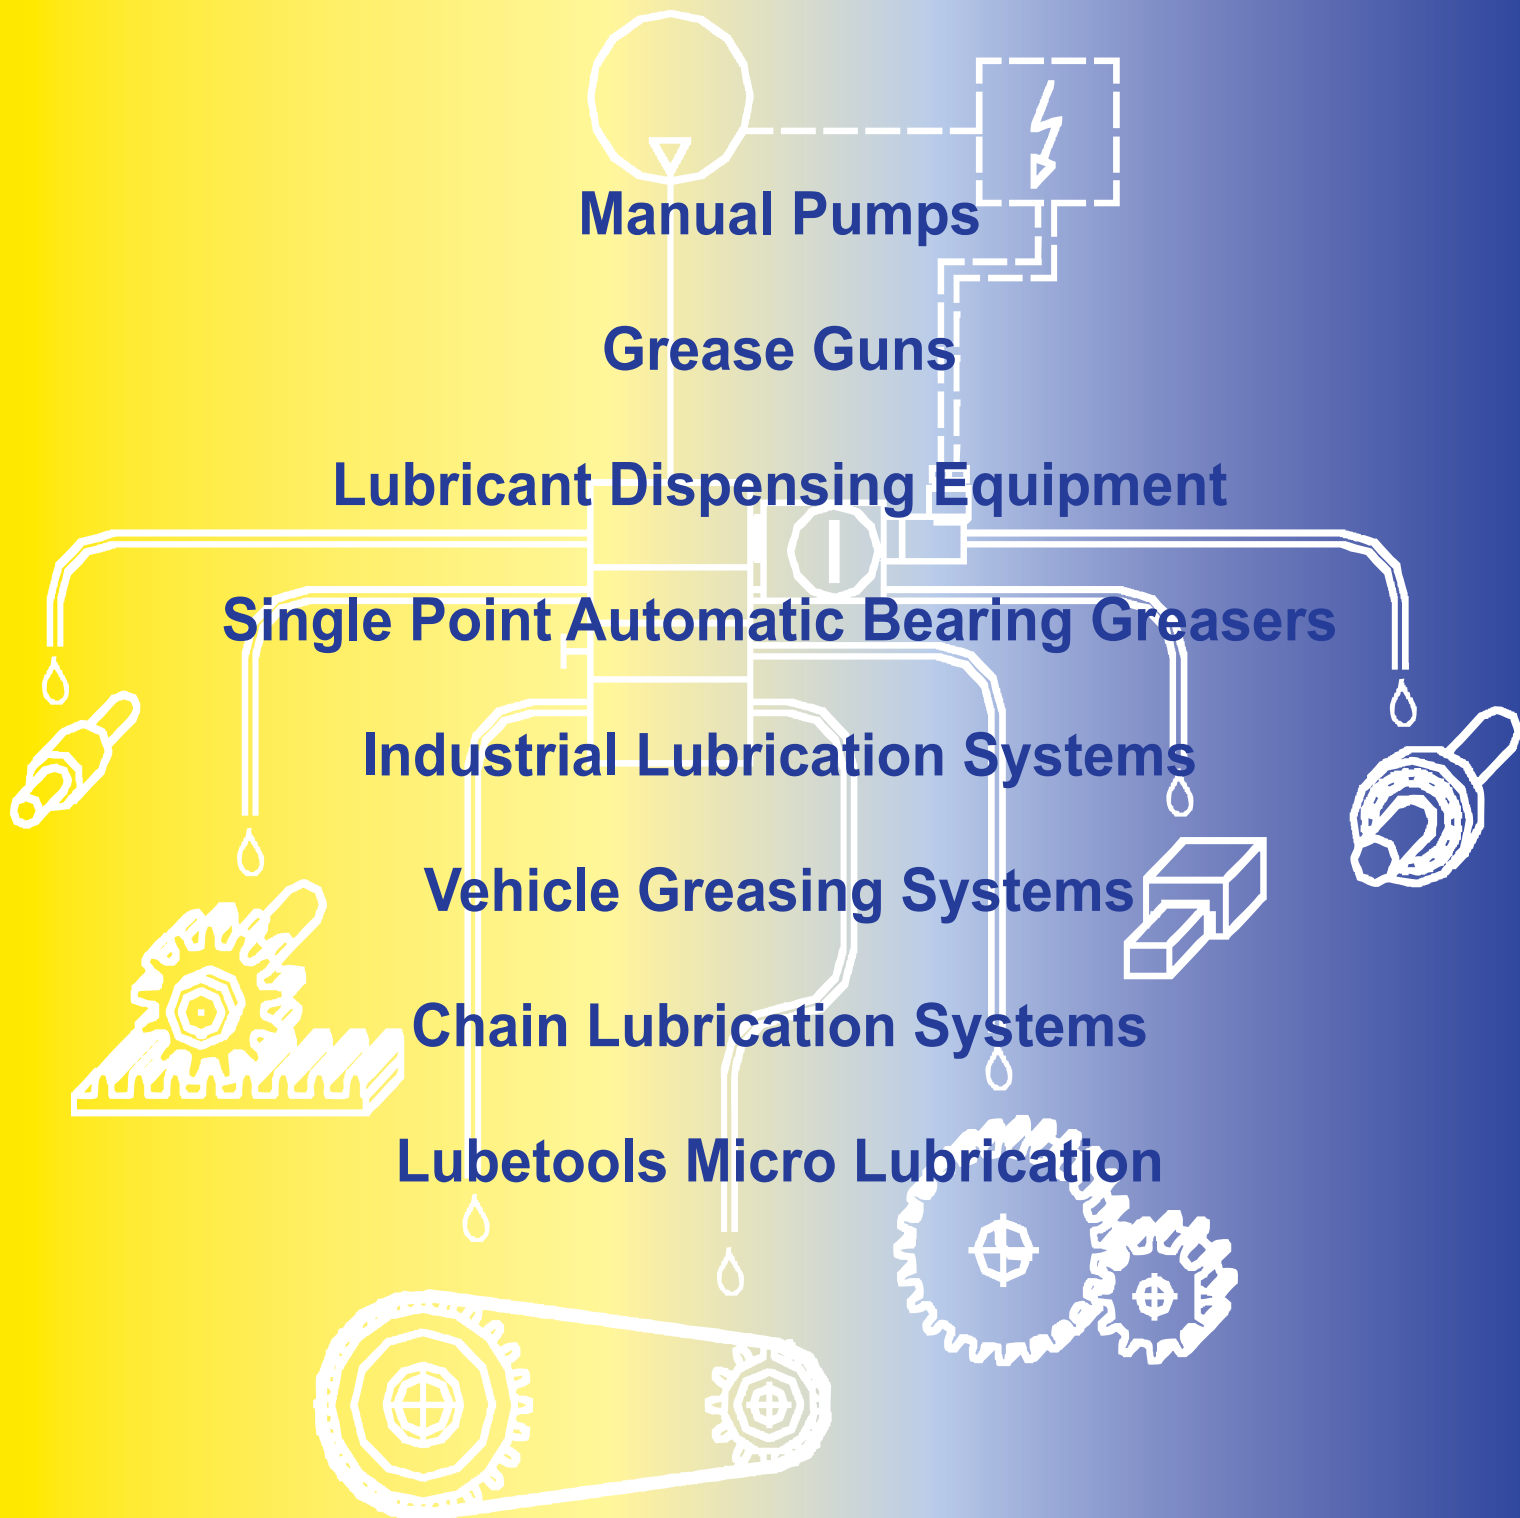 Manual Pumps
Grease Guns
Lubricant Dispensing Equipment
Single Point Automatic Bearing Greasers
Industrial Lubrication Systems
Vehicle Greasing Systems
Chain Lubrication Systems
Lubetools Micro Lubrication